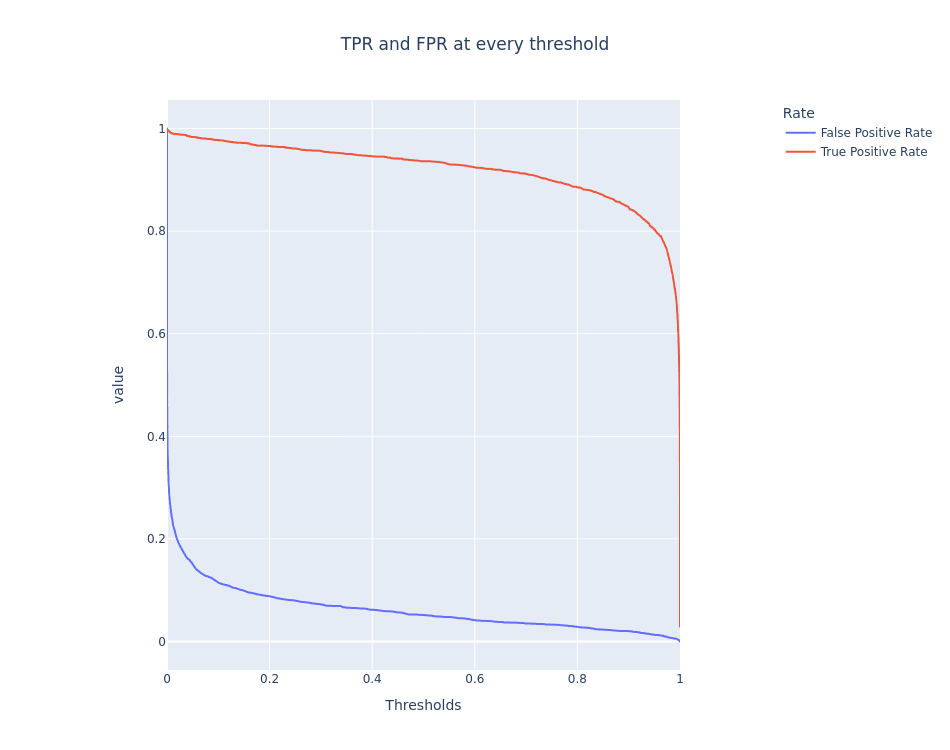 TPR and FPR at every threshold
Rate
False Positive Rate
True Positive Rate
value
1
0.8
0.6
0.4
0.2
0
0 0.2 0.4 0.6 0.8 1
Thresholds